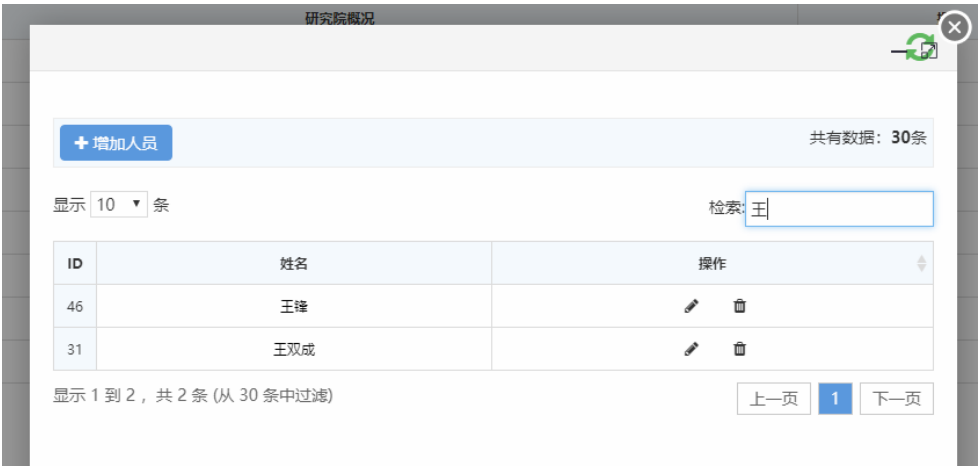 研究院概况
增加人员
共有数据：30条
显示 10 条
检索: 王
ID 姓名 操作
46 王锋
31 王双成
显示 1 到 2 ，共 2 条 (从 30 条中过滤)
上一页 1 下一页